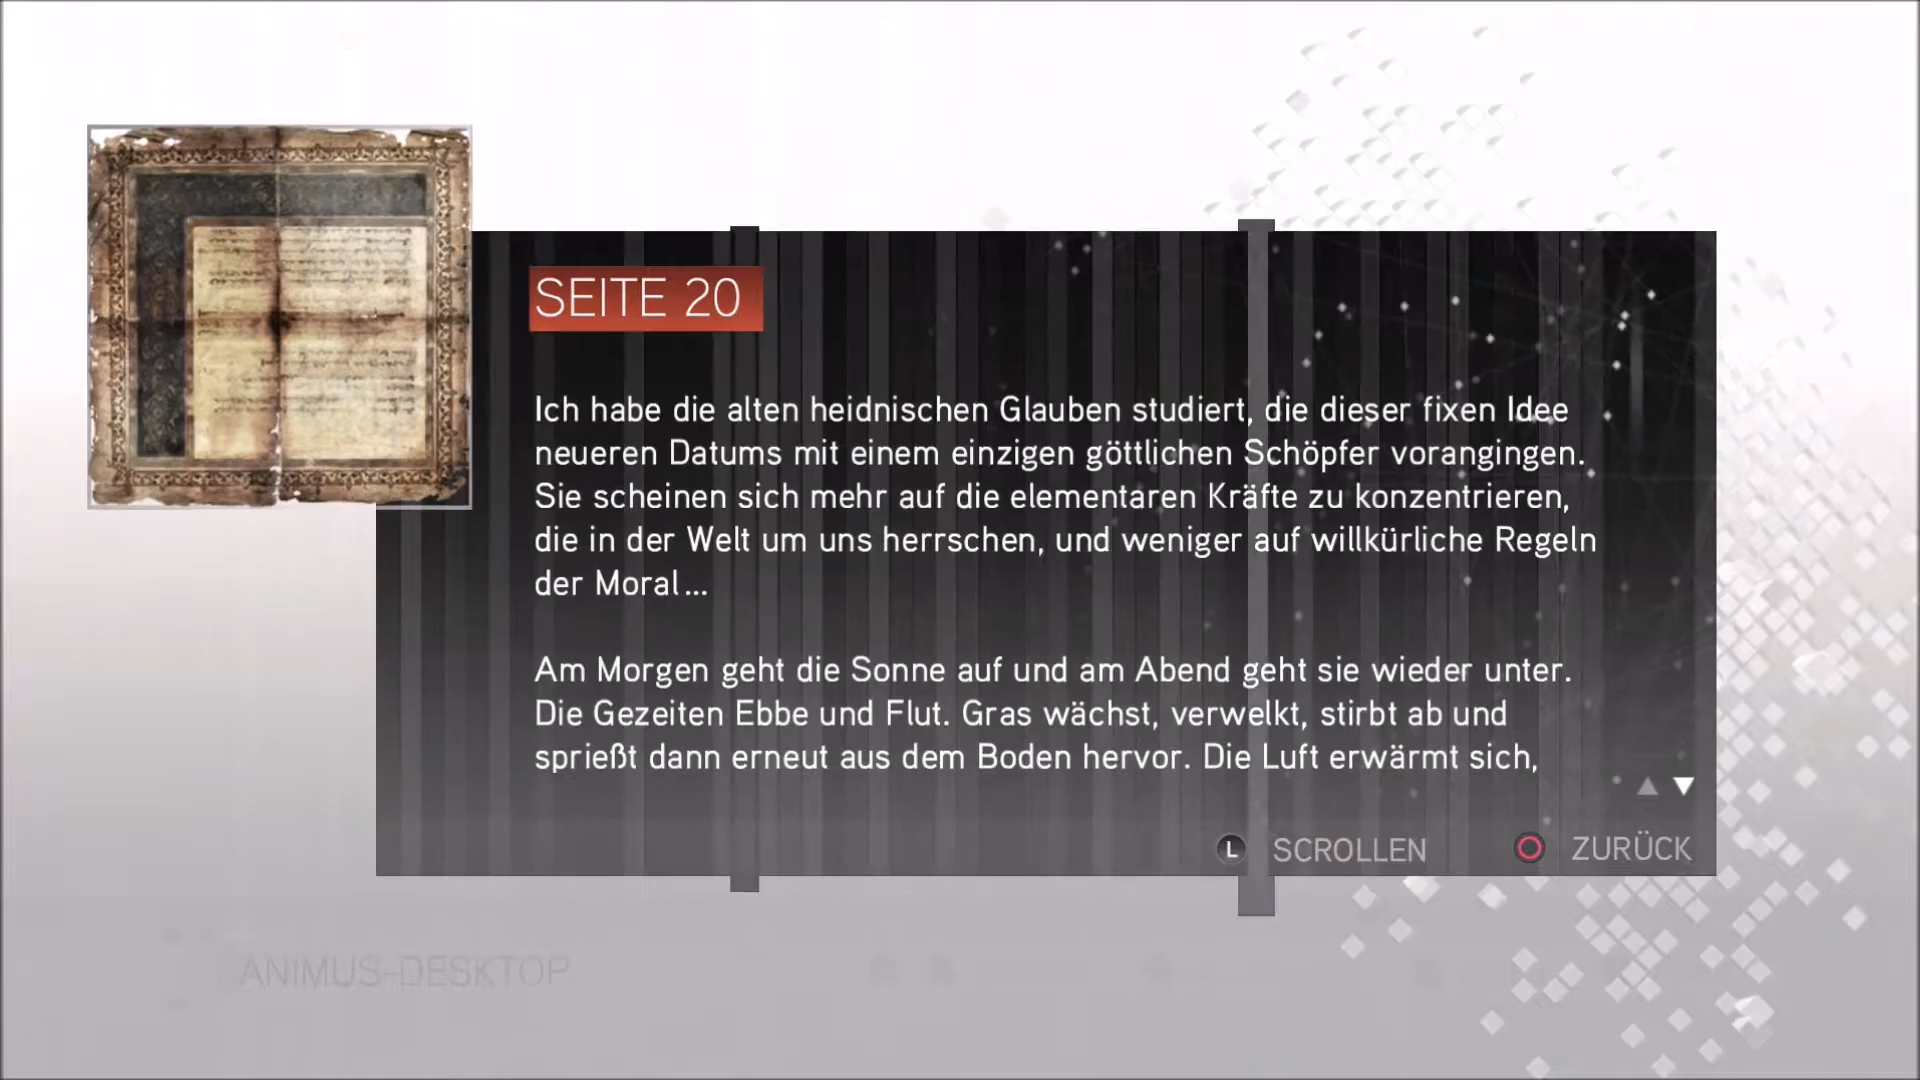 SEITE 20
Ich habe die alten heidnischen Glauben studiert, die dieser fixen Idee
neueren Datums mit einem einzigen göttlichen Schöpfer vorangingen.
Sie scheinen sich mehr auf die elementaren Kräfte zu konzentrieren,
die in der Welt um uns herrschen, und weniger auf willkürliche Regeln
der Moral...
Am Morgen geht die Sonne auf und am Abend geht sie wieder unter.
Die Gezeiten Ebbe und Flut. Gras wächst, verwelkt, stirbt ab und
sprießt dann erneut aus dem Boden hervor. Die Luft erwärmt sich,
L SCROLLEN ZURÜCK
ANIMUS-DESKTOP